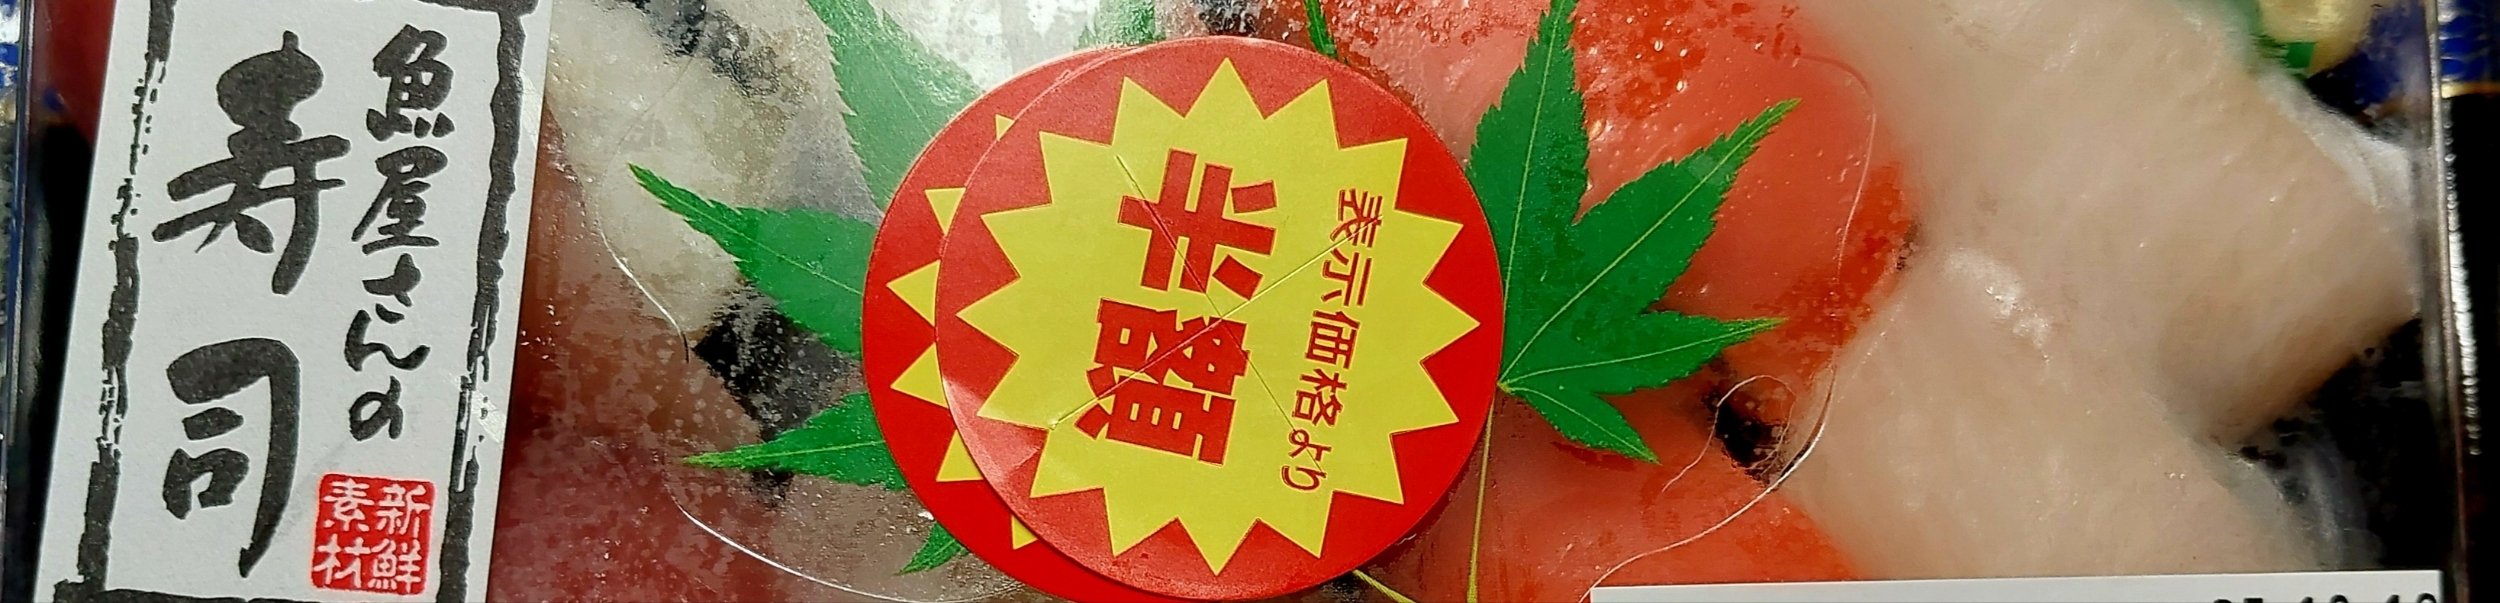 魚屋さんの
寿司
新鮮
素材
表示価格より
半額